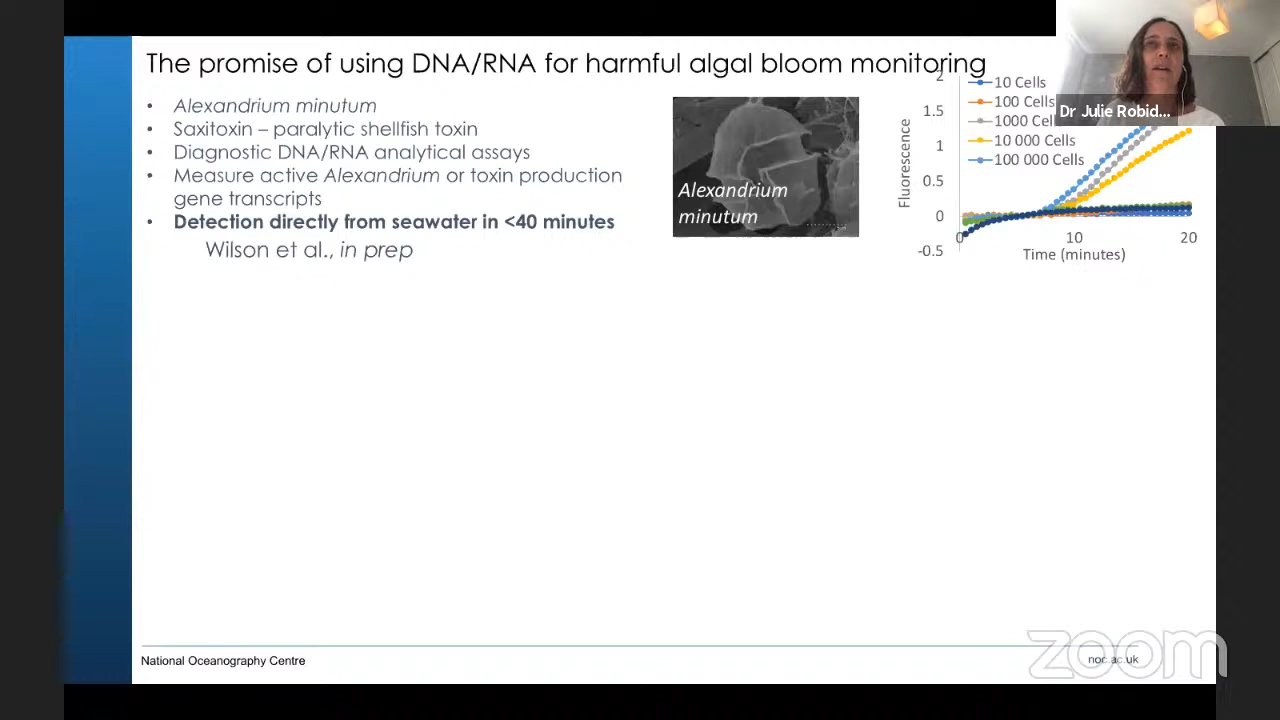 The promise of using DNA/RNA for harmful algal bloom monitoring
• Alexandrium minutum
• Saxitoxin – paralytic shellfish toxin
• Diagnostic DNA/RNA analytical assays
• Measure active Alexandrium or toxin production
gene transcripts
• Detection directly from seawater in <40 minutes
Wilson et al., in prep
Alexandrium
minutum
2
1.5
1
0.5
0
-0.5
Fluorescence
10 Cells
100 Cells
1000 Cell
10 000 Cells
100 000 Cells
0
10
20
Time (minutes)
Dr Julie Robid...
National Oceanography Centre
noc.ac.uk
zoom